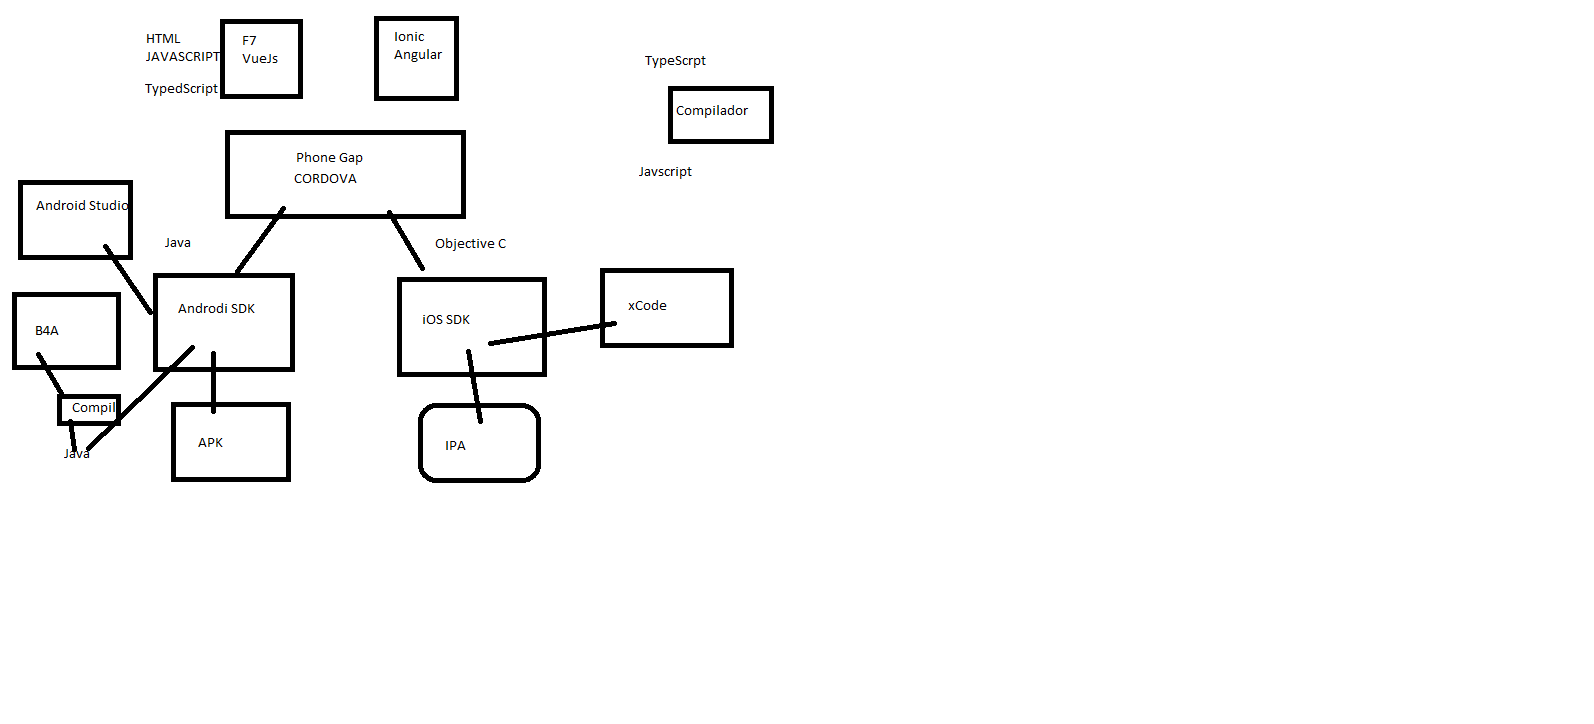 HTML
JAVASCRIPT
TypedScript
F7
VueJs
Ionic
Angular
TypeScrpt
Compilador
Javscript
Phone Gap
CORDOVA
Android Studio
Java
Objective C
Androdi SDK
iOS SDK
xCode
B4A
Compil
Java
APK
IPA